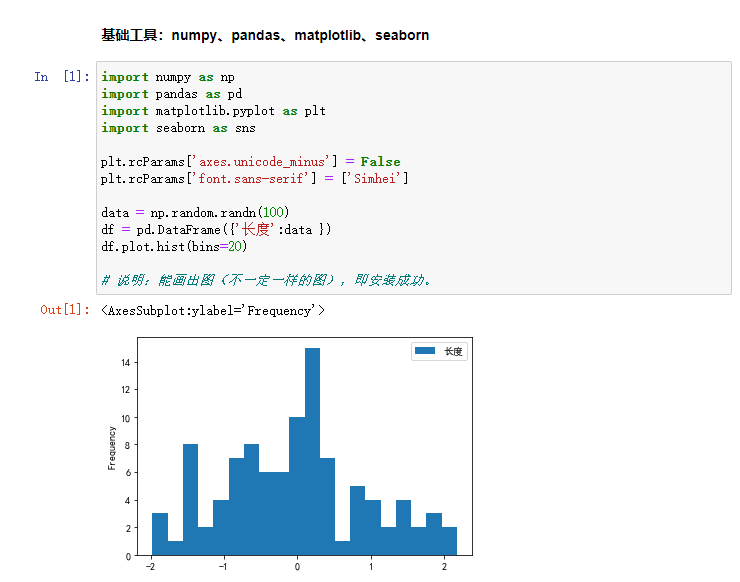 基础工具：numpy、pandas、matplotlib、seaborn
In [1]:
import numpy as np
import pandas as pd
import matplotlib.pyplot as plt
import seaborn as sns
plt.rcParams['axes.unicode_minus'] = False
plt.rcParams['font.sans-serif'] = ['Simhei']
data = np.random.randn(100)
df = pd.DataFrame({'长度':data })
df.plot.hist(bins=20)
# 说明：能画出图（不一定一样的图），即安装成功。
Out[1]: <AxesSubplot:ylabel='Frequency'>
长度
14
12
10
8
6
4
2
0
Frequency
-2 -1 0 1 2